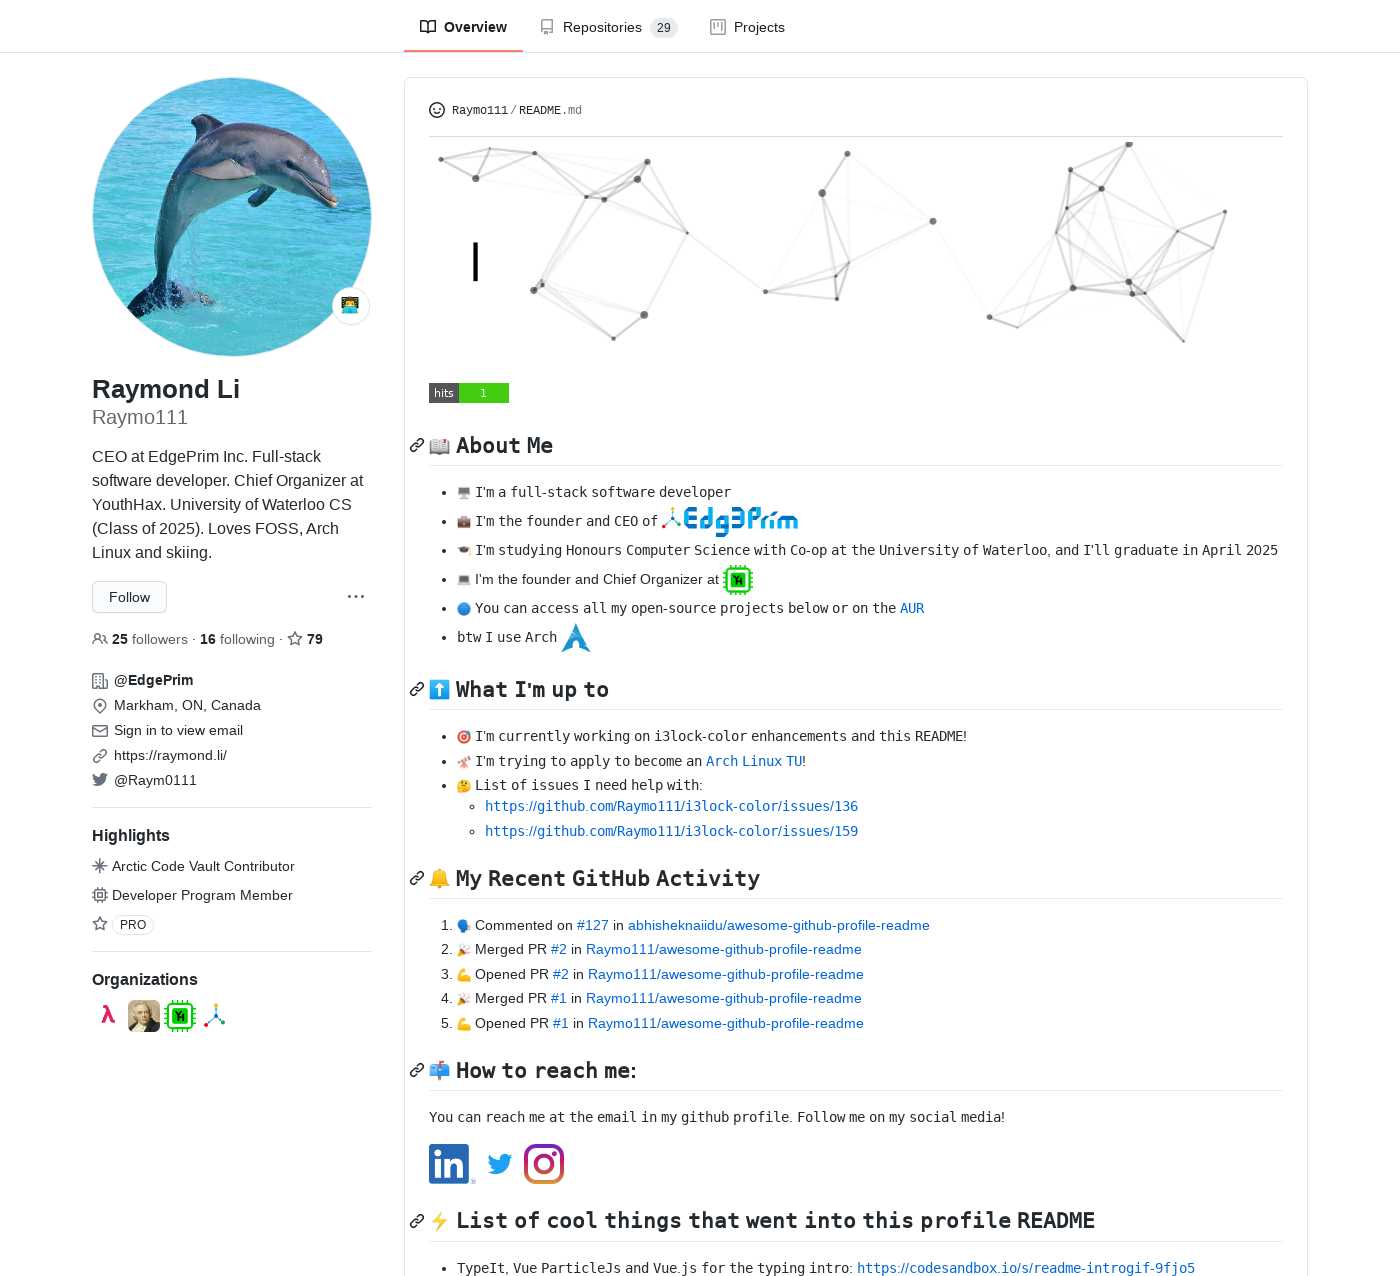 Overview
Repositories 29
Projects
Raymo111/README.md
hits 1
Raymond Li
Raymo111
CEO at EdgePrim Inc. Full-stack
software developer. Chief Organizer at
YouthHax. University of Waterloo CS
(Class of 2025). Loves FOSS, Arch
Linux and skiing.
Follow
25 followers · 16 following · 79
@EdgePrim
Markham, ON, Canada
Sign in to view email
https://raymond.li/
@Raym0111
Highlights
Arctic Code Vault Contributor
Developer Program Member
PRO
Organizations
λ
YH
About Me
I'm a full-stack software developer
I'm the founder and CEO of EdgePrim
I'm studying Honours Computer Science with Co-op at the University of Waterloo, and I'll graduate in April 2025
I'm the founder and Chief Organizer at YH
You can access all my open-source projects below or on the AUR
btw I use Arch
What I'm up to
I'm currently working on i3lock-color enhancements and this README!
I'm trying to apply to become an Arch Linux TU!
List of issues I need help with:
https://github.com/Raymo111/i3lock-color/issues/136
https://github.com/Raymo111/i3lock-color/issues/159
My Recent GitHub Activity
1. Commented on #127 in abhisheknaiidu/awesome-github-profile-readme
2. Merged PR #2 in Raymo111/awesome-github-profile-readme
3. Opened PR #2 in Raymo111/awesome-github-profile-readme
4. Merged PR #1 in Raymo111/awesome-github-profile-readme
5. Opened PR #1 in Raymo111/awesome-github-profile-readme
How to reach me:
You can reach me at the email in my github profile. Follow me on my social media!
in
List of cool things that went into this profile README
TypeIt, Vue ParticleJs and Vue.js for the typing intro: https://codesandbox.io/s/readme-introgif-9fjo5